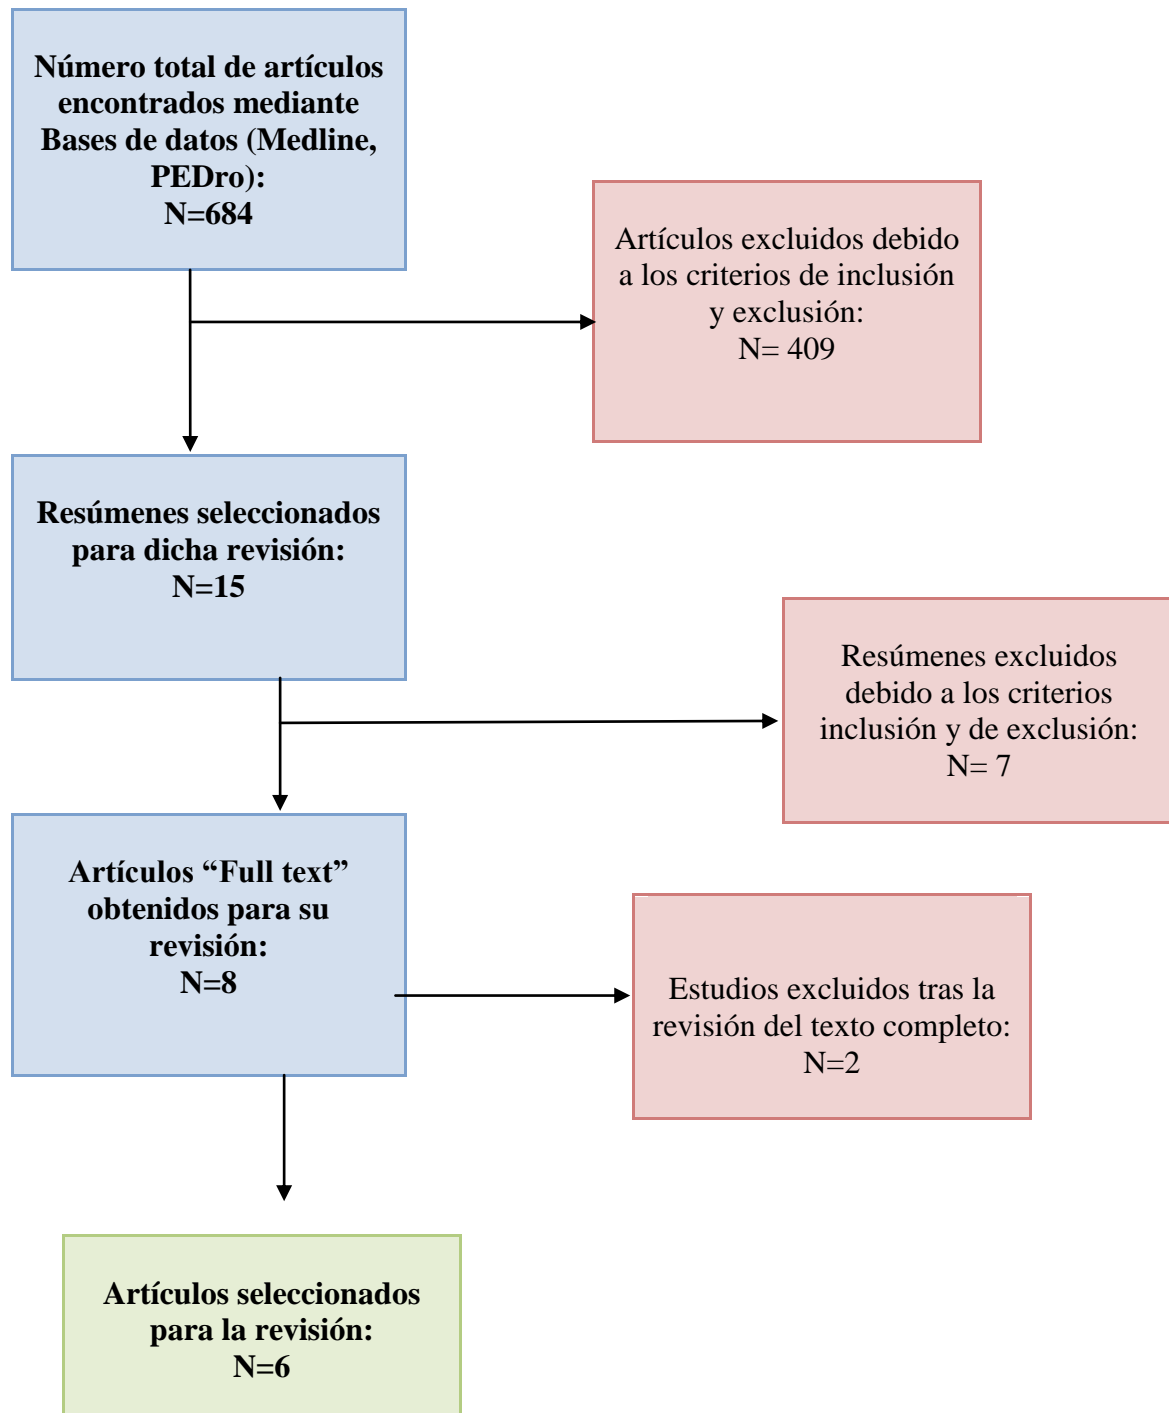 Número total de artículos
encontrados mediante
Bases de datos (Medline,
PEDro):
N=684
Artículos excluidos debido
a los criterios de inclusión
y exclusión:
N= 409
Resúmenes seleccionados
para dicha revisión:
N=15
Resúmenes excluidos
debido a los criterios
inclusión y de exclusión:
N= 7
Artículos “Full text”
obtenidos para su
revisión:
N=8
Estudios excluidos tras la
revisión del texto completo:
N=2
Artículos seleccionados
para la revisión:
N=6